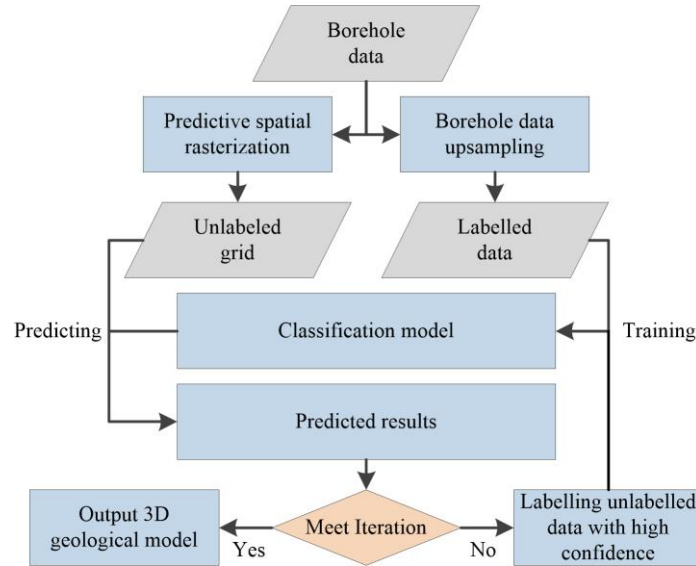 Borehole
data
Predictive spatial
rasterization
Borehole data
upsampling
Unlabeled
grid
Labelled
data
Predicting
Classification model
Training
Predicted results
Output 3D
geological model
Yes
Meet Iteration
No
Labelling unlabelled
data with high
confidence